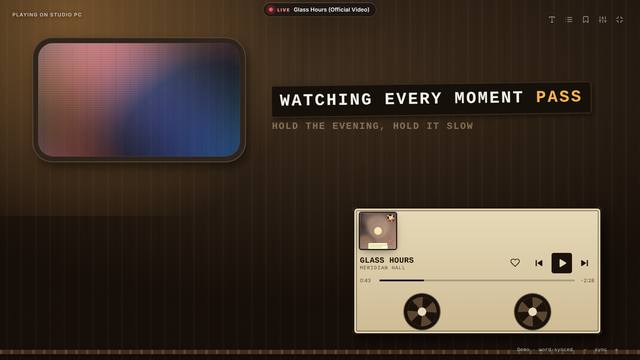 PLAYING ON STUDIO PC
LIVE Glass Hours (Official Video)
WATCHING EVERY MOMENT PASS
HOLD THE EVENING, HOLD IT SLOW
GLASS HOURS
MERIDIAN HALL
0:43
-2:28
Demo word-synced sync